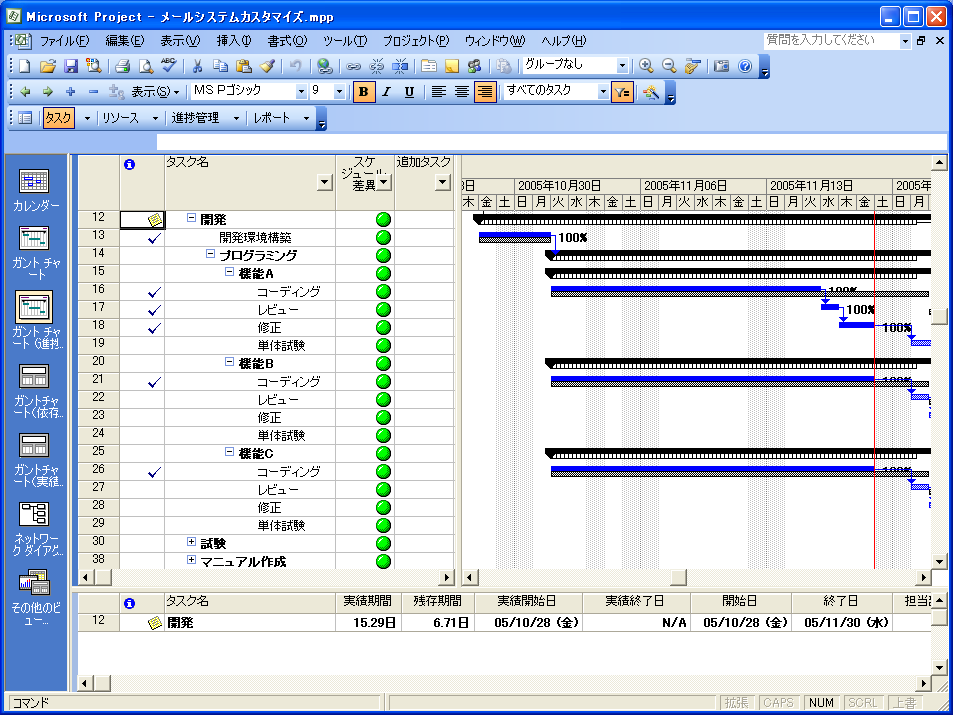 Microsoft Project - メールシステムカスタマイズ.mpp
ファイル(F) 編集(E) 表示(V) 挿入(I) 書式(O) ツール(T) プロジェクト(P) ウィンドウ(W) ヘルプ(H) 質問を入力してください
グループなし
表示(S) MS Pゴシック 9 B I U すべてのタスク
タスク リソース 進捗管理 レポート
カレンダー
ガント チャ
ート
ガント チャ
ート (進捗..
ガントチャ
ート(依存..
ガントチャ
ート(実績..
ネットワー
ク ダイアグ..
その他のビ
ュー...
タスク名 スケ
ジュール
差異 追加タスク
2005年10月30日 2005年11月06日 2005年11月13日 2005年
木 金 土 日 月 火 水 木 金 土 日 月 火 水 木 金 土 日 月 火 水 木 金 土 日 月
12 開発
13 開発環境構築 100%
14 プログラミング
15 機能A
16 コーディング 100%
17 レビュー 100%
18 修正 100%
19 単体試験
20 機能B
21 コーディング 100%
22 レビュー
23 修正
24 単体試験
25 機能C
26 コーディング 100%
27 レビュー
28 修正
29 単体試験
30 試験
38 マニュアル作成
タスク名 実績期間 残存期間 実績開始日 実績終了日 開始日 終了日 担当
12 開発 15.29日 6.71日 05/10/28 (金) N/A 05/10/28 (金) 05/11/30 (水)
コマンド 拡張 CAPS NUM SCRL 上書